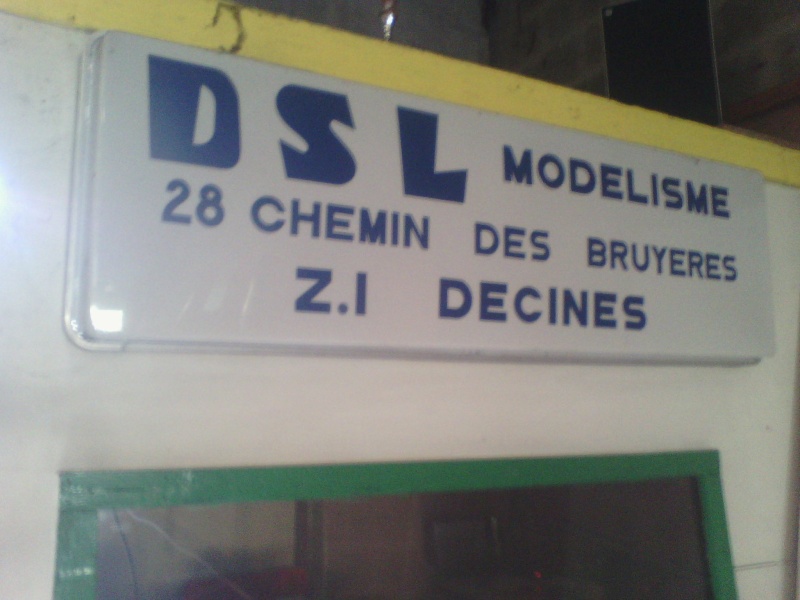 DSL MODELISME
28 CHEMIN DES BRUYERES
Z.I DECINES